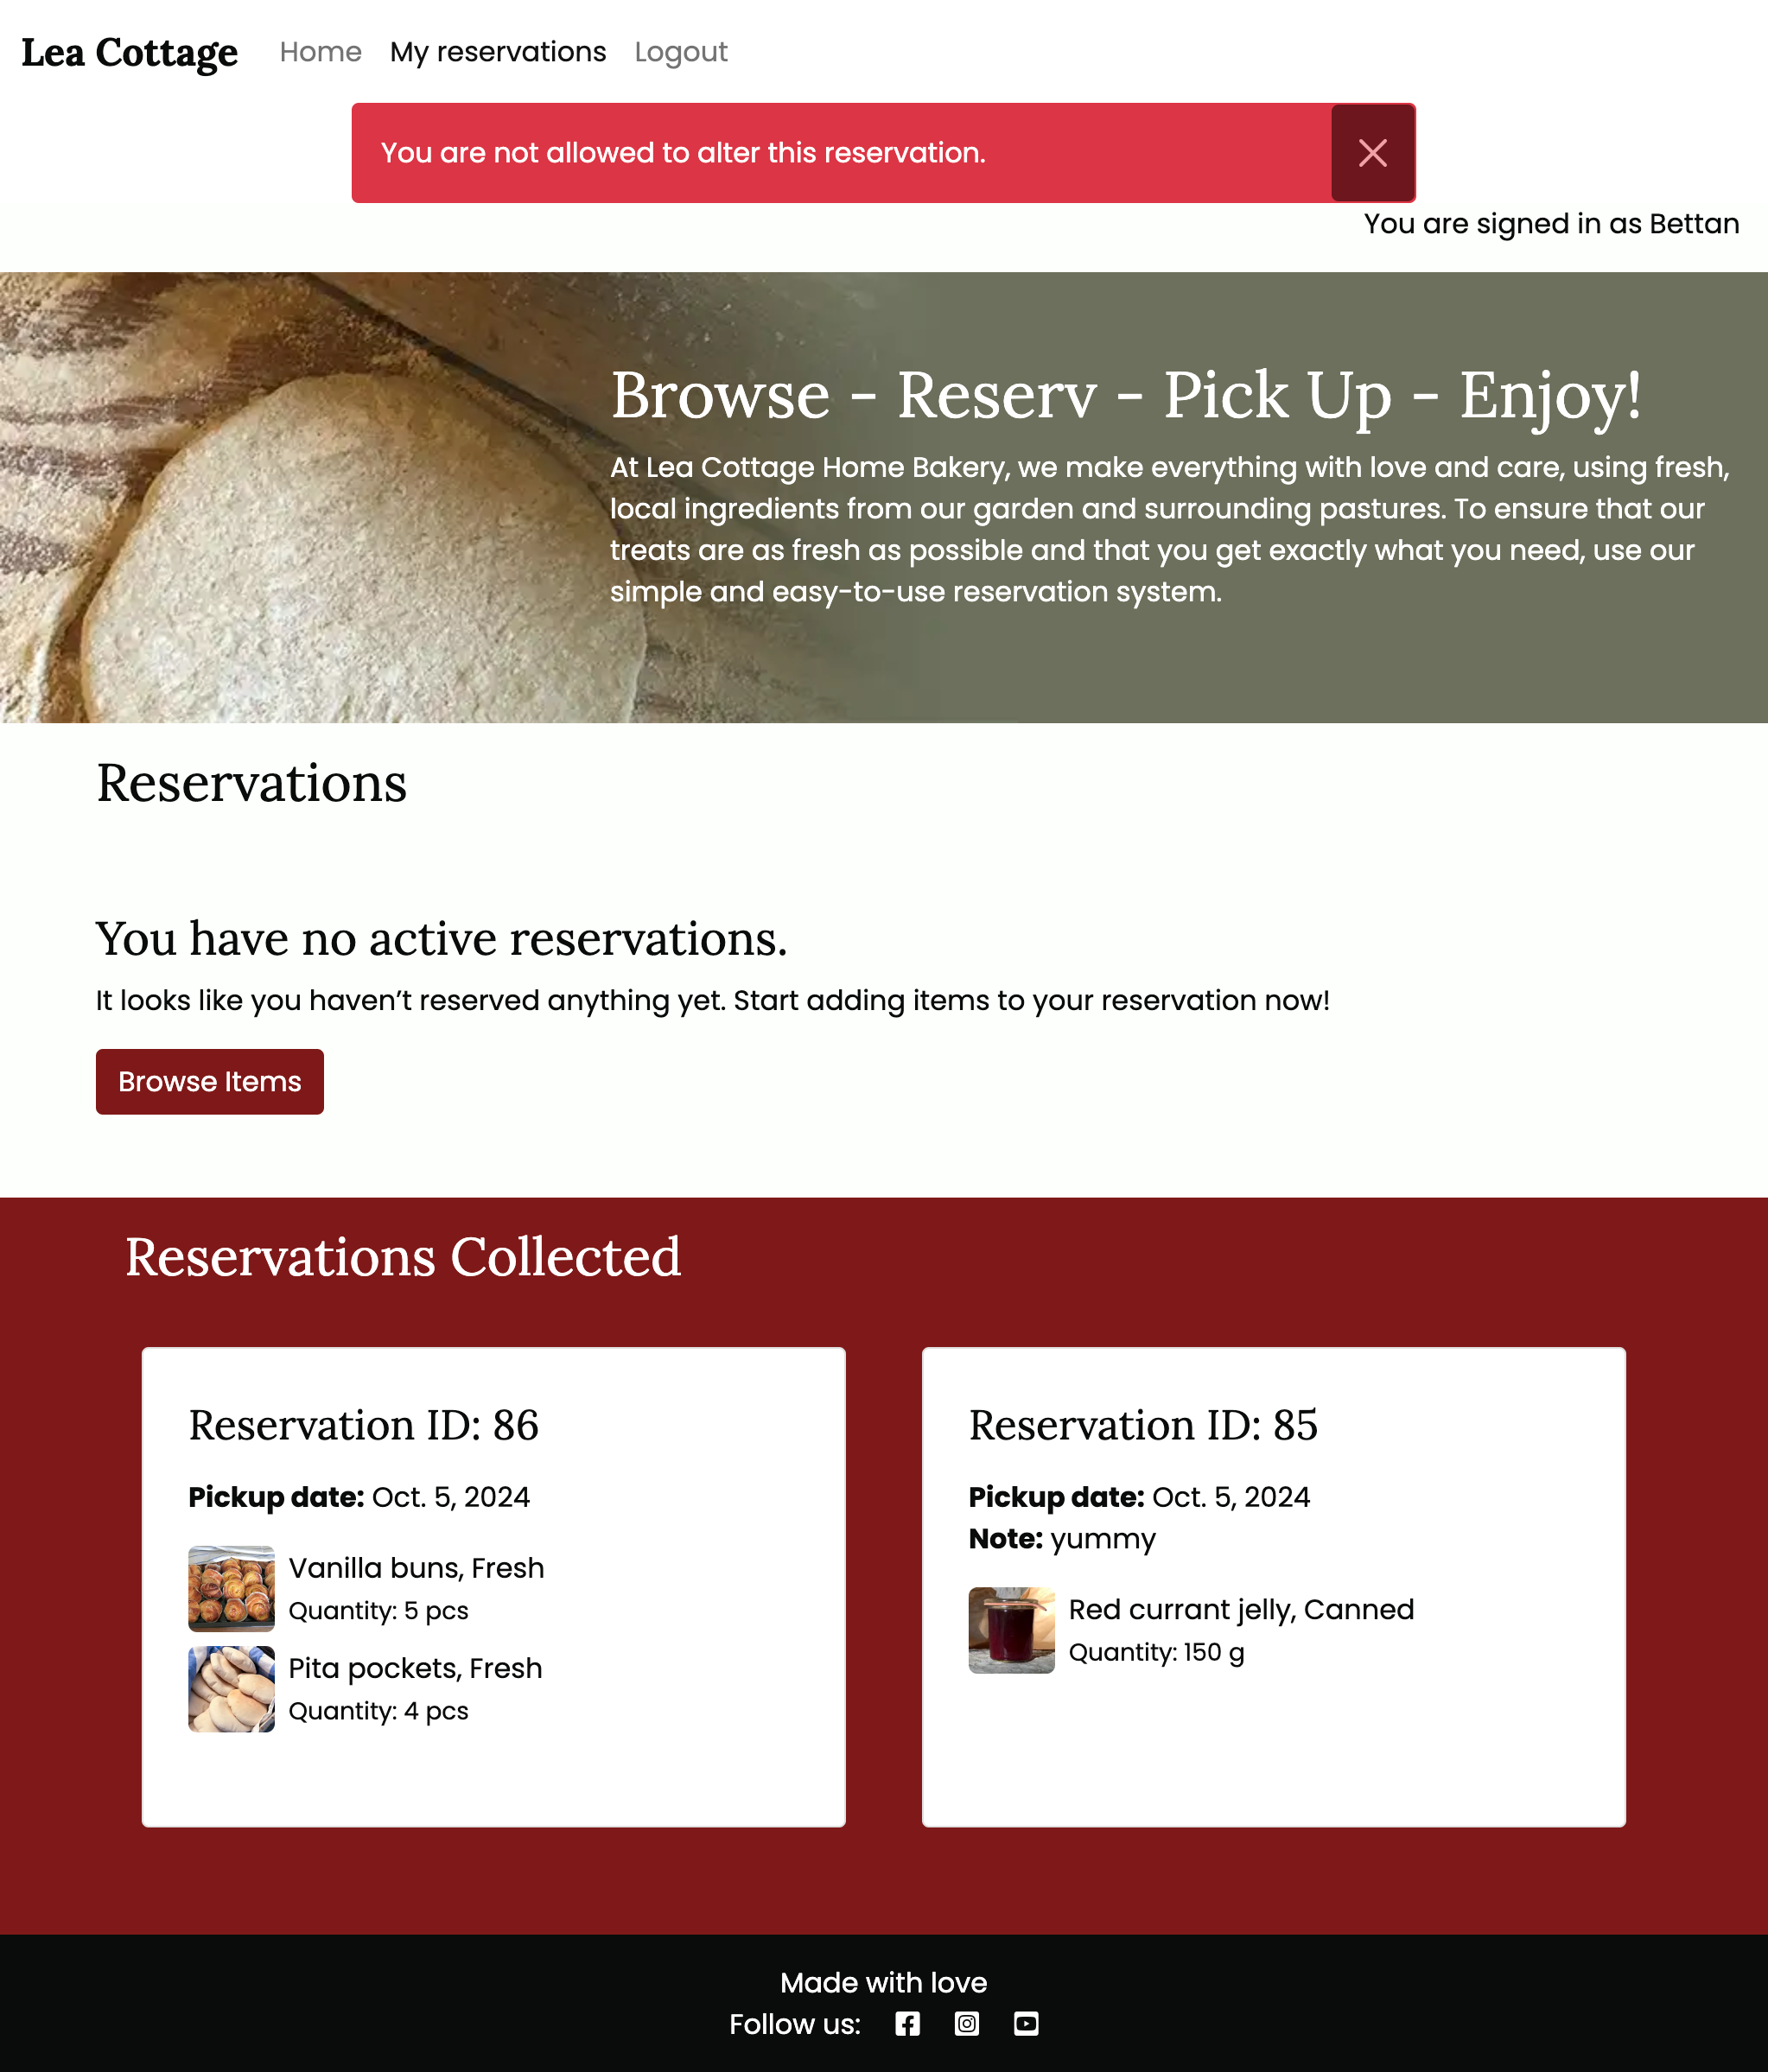 Lea Cottage Home My reservations Logout
You are not allowed to alter this reservation.
You are signed in as Bettan
Browse - Reserv - Pick Up - Enjoy!
At Lea Cottage Home Bakery, we make everything with love and care, using fresh,
local ingredients from our garden and surrounding pastures. To ensure that our
treats are as fresh as possible and that you get exactly what you need, use our
simple and easy-to-use reservation system.
Reservations
You have no active reservations.
It looks like you haven’t reserved anything yet. Start adding items to your reservation now!
Browse Items
Reservations Collected
Reservation ID: 86
Pickup date: Oct. 5, 2024
Vanilla buns, Fresh
Quantity: 5 pcs
Pita pockets, Fresh
Quantity: 4 pcs
Reservation ID: 85
Pickup date: Oct. 5, 2024
Note: yummy
Red currant jelly, Canned
Quantity: 150 g
Made with love
Follow us: